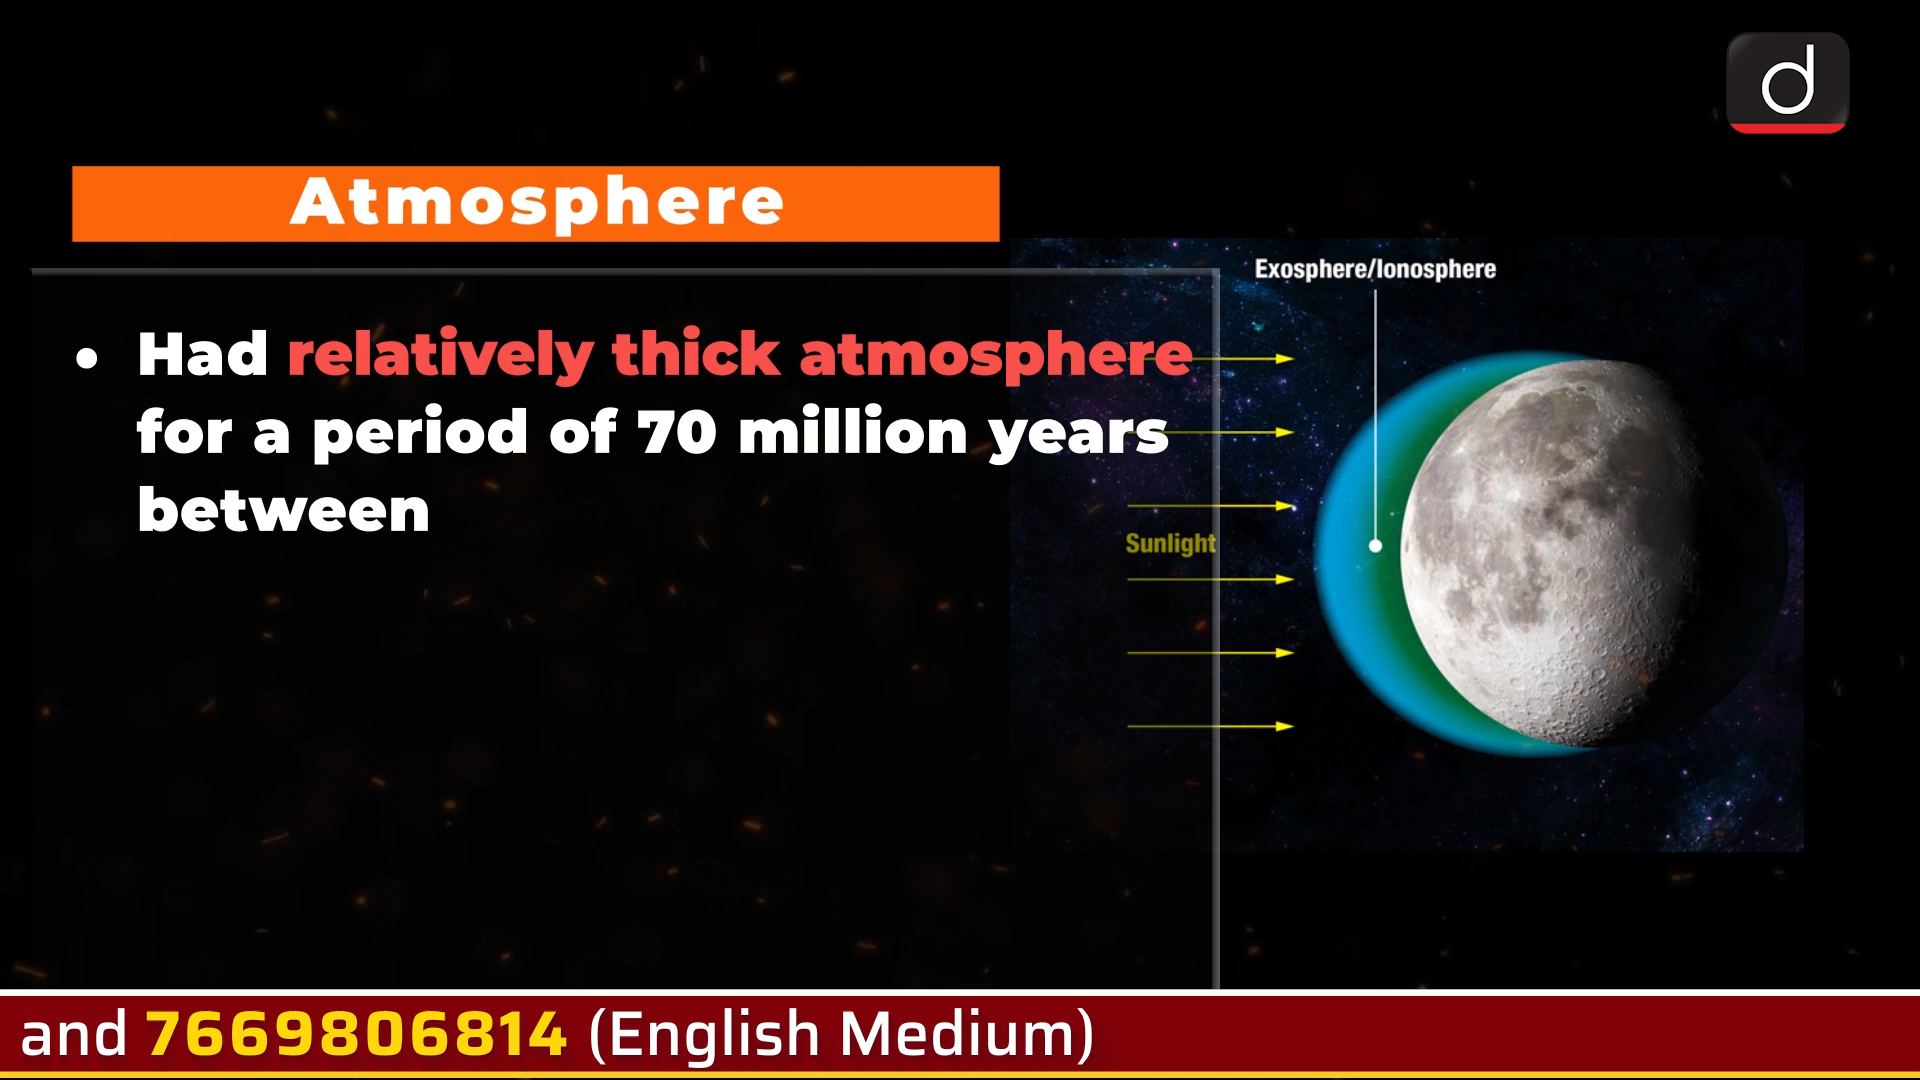 d
Atmosphere
Exosphere/Ionosphere
• Had relatively thick atmosphere
for a period of 70 million years
between
Sunlight
and 7669806814 (English Medium)